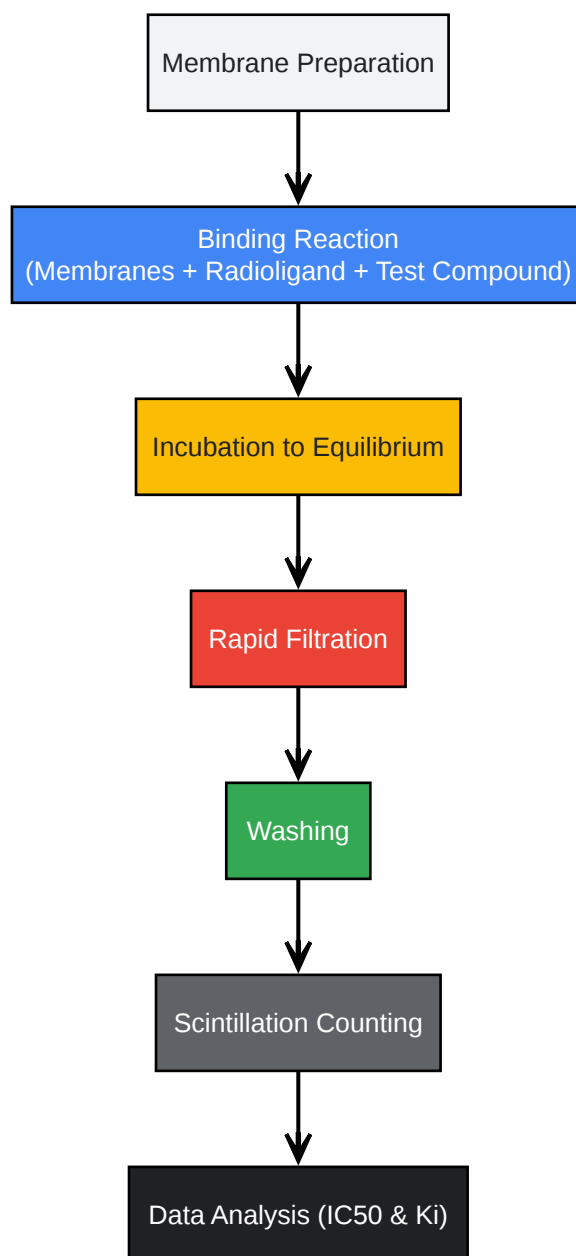 Membrane Preparation
Binding Reaction
(Membranes + Radioligand + Test Compound)
Incubation to Equilibrium
Rapid Filtration
Washing
Scintillation Counting
Data Analysis (IC50 & Ki)